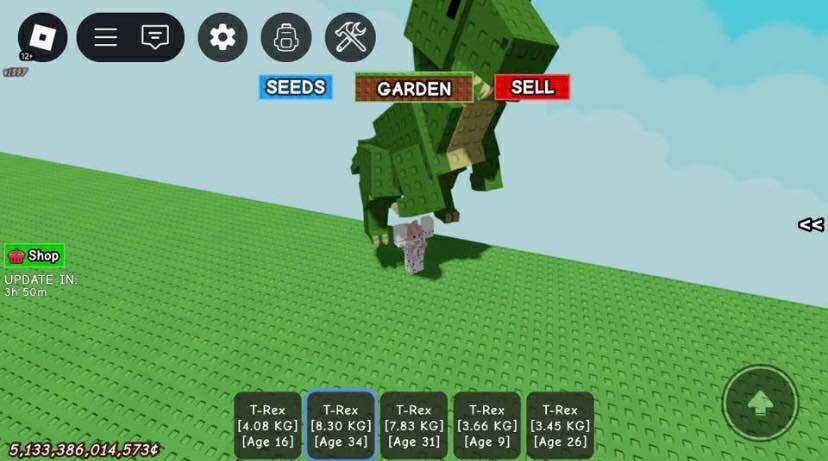 12+
SEEDS
GARDEN
SELL
<<
Shop
UPDATE IN:
3h 50m
T-Rex
[4.08 KG]
[Age 16]
T-Rex
[8.30 KG]
[Age 34]
T-Rex
[7.83 KG]
[Age 31]
T-Rex
[3.66 KG]
[Age 9]
T-Rex
[3.45 KG]
[Age 26]
5,133,386,014,573¢